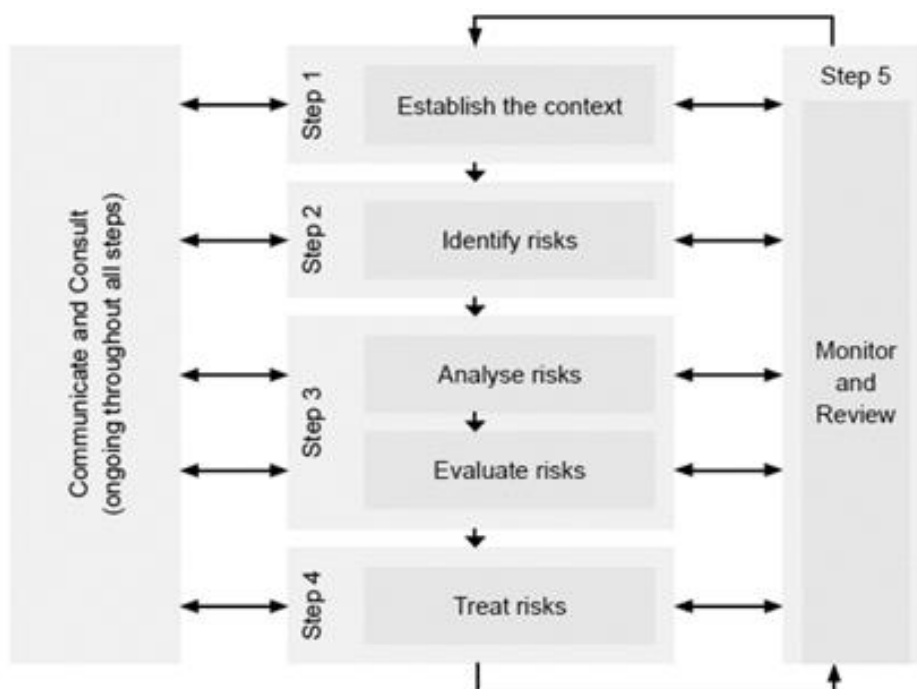 Communicate and Consult
(ongoing throughout all steps)
Step 1
Establish the context
Step 2
Identify risks
Step 3
Analyse risks
Evaluate risks
Step 4
Treat risks
Step 5
Monitor
and
Review